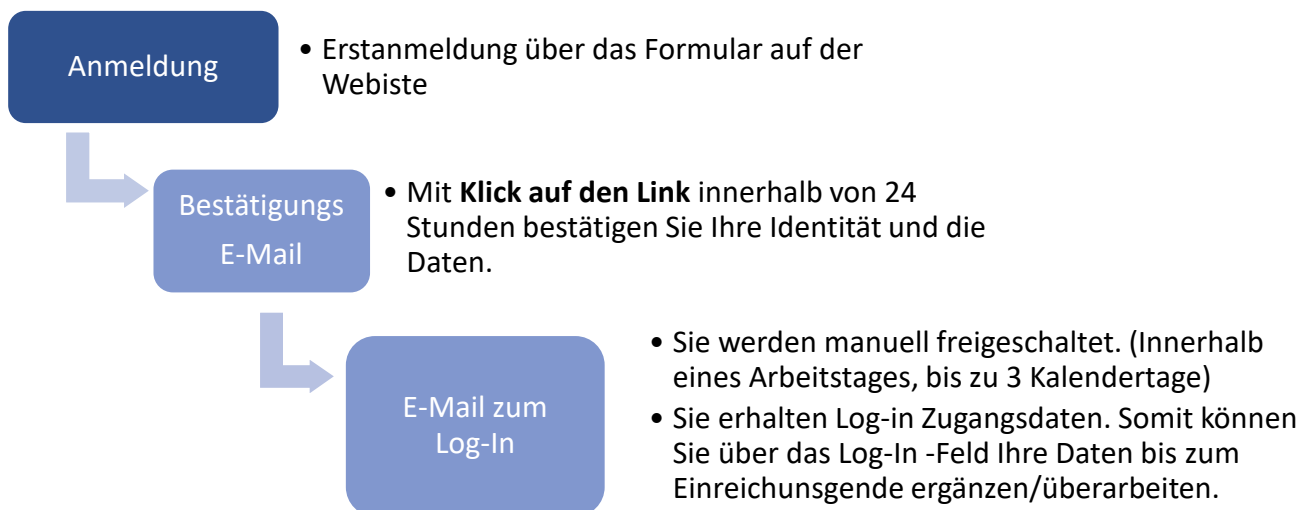 Anmeldung
• Erstanmeldung über das Formular auf der
Webiste
Bestätigungs
E-Mail
• Mit Klick auf den Link innerhalb von 24
Stunden bestätigen Sie Ihre Identität und die
Daten.
E-Mail zum
Log-In
• Sie werden manuell freigeschaltet. (Innerhalb
eines Arbeitstages, bis zu 3 Kalendertage)
• Sie erhalten Log-in Zugangsdaten. Somit können
Sie über das Log-In -Feld Ihre Daten bis zum
Einreichunsgende ergänzen/überarbeiten.